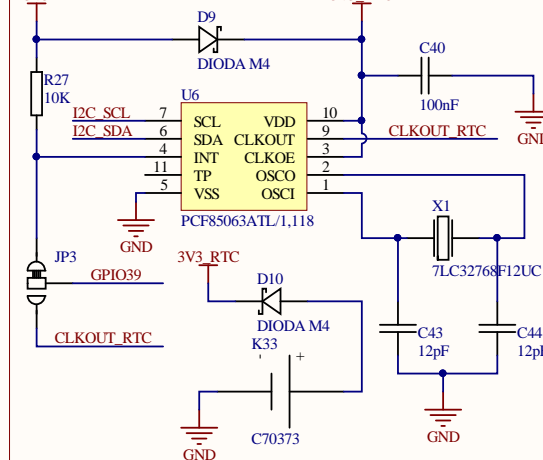 D9
DIODA M4
C40
100nF
GND
R27
10K
U6
I2C_SCL
7
SCL
VDD
10
I2C_SDA
6
SDA
CLKOUT
9
CLKOUT_RTC
4
INT
CLKOE
3
11
TP
OSCO
2
5
VSS
OSCI
1
PCF85063ATL/1,118
GND
X1
7LC32768F12UC
JP3
GPIO39
CLKOUT_RTC
3V3_RTC
D10
DIODA M4
K33
+
C70373
GND
C43
12pF
C44
12pF
GND